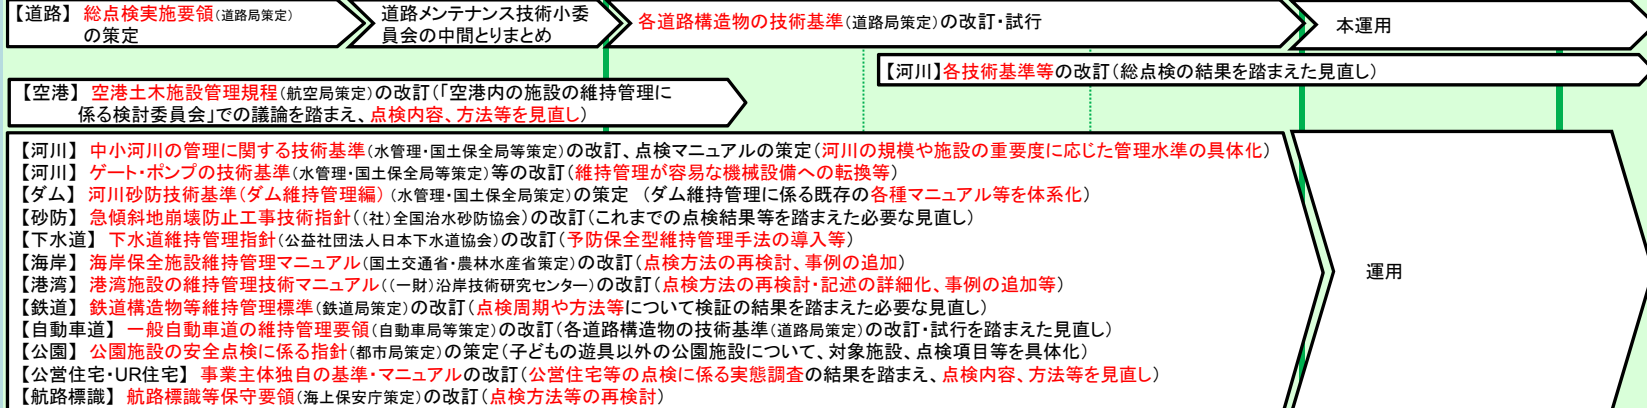 【道路】 総点検実施要領(道路局策定)
の策定
道路メンテナンス技術小委
員会の中間とりまとめ
各道路構造物の技術基準(道路局策定)の改訂・試行
本運用
【河川】各技術基準等の改訂(総点検の結果を踏まえた見直し)
【空港】 空港土木施設管理規程(航空局策定)の改訂(「空港内の施設の維持管理に
係る検討委員会」での議論を踏まえ、点検内容、方法等を見直し)
【河川】 中小河川の管理に関する技術基準(水管理・国土保全局等策定)の改訂、点検マニュアルの策定(河川の規模や施設の重要度に応じた管理水準の具体化)
【河川】 ゲート・ポンプの技術基準(水管理・国土保全局等策定)等の改訂(維持管理が容易な機械設備への転換等)
【ダム】 河川砂防技術基準(ダム維持管理編)(水管理・国土保全局策定)の策定 (ダム維持管理に係る既存の各種マニュアル等を体系化)
【砂防】 急傾斜地崩壊防止工事技術指針((社)全国治水砂防協会)の改訂(これまでの点検結果等を踏まえた必要な見直し)
【下水道】 下水道維持管理指針(公益社団法人日本下水道協会)の改訂(予防保全型維持管理手法の導入等)
【海岸】 海岸保全施設維持管理マニュアル(国土交通省・農林水産省策定)の改訂(点検方法の再検討、事例の追加)
【港湾】 港湾施設の維持管理技術マニュアル((一財)沿岸技術研究センター)の改訂(点検方法の再検討・記述の詳細化、事例の追加等)
【鉄道】 鉄道構造物等維持管理標準(鉄道局策定)の改訂(点検周期や方法等について検証の結果を踏まえた必要な見直し)
【自動車道】 一般自動車道の維持管理要領(自動車局等策定)の改訂(各道路構造物の技術基準(道路局策定)の改訂・試行を踏まえた見直し)
【公園】 公園施設の安全点検に係る指針(都市局策定)の策定(子どもの遊具以外の公園施設について、対象施設、点検項目等を具体化)
【公営住宅・UR住宅】 事業主体独自の基準・マニュアルの改訂(公営住宅等の点検に係る実態調査の結果を踏まえ、点検内容、方法等を見直し)
【航路標識】 航路標識等保守要領(海上保安庁策定)の改訂(点検方法等の再検討)
運用